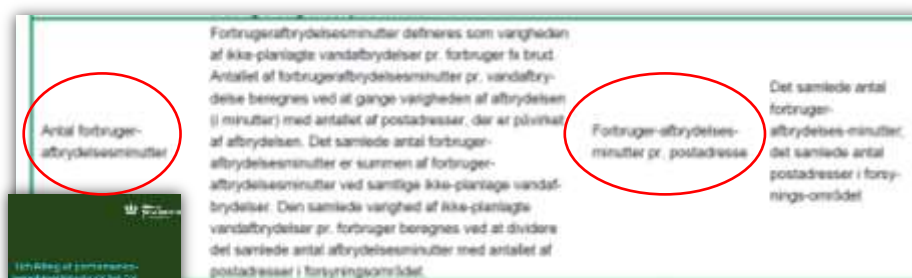 Forbrugerafbrydelsesminutter defineres som varigheden
af ikke-planlagte vandafbrydelser pr. forbruger fx brud.
Antallet af forbrugerafbrydelsesminutter pr. vandafbry-
delse beregnes ved at gange varigheden af afbrydelsen
(i minutter) med antallet af postadresser, der er påvirket
af afbrydelsen. Det samlede antal forbruger-
afbrydelsesminutter er summen af forbruger-
afbrydelsesminutter ved samtlige ikke-planlage vandaf-
brydelser. Den samlede varighed af ikke-planlagte
vandafbrydelser pr. forbruger beregnes ved at dividere
det samlede antal afbrydelsesminutter med antallet af
postadresser i forsyningsområdet.
Antal forbruger-
afbrydelsesminutter
Forbruger-afbrydelses-
minutter pr. postadresse
Det samlede antal
forbruger-
afbrydelses-minutter;
det samlede antal
postadresser i forsy-
nings-området